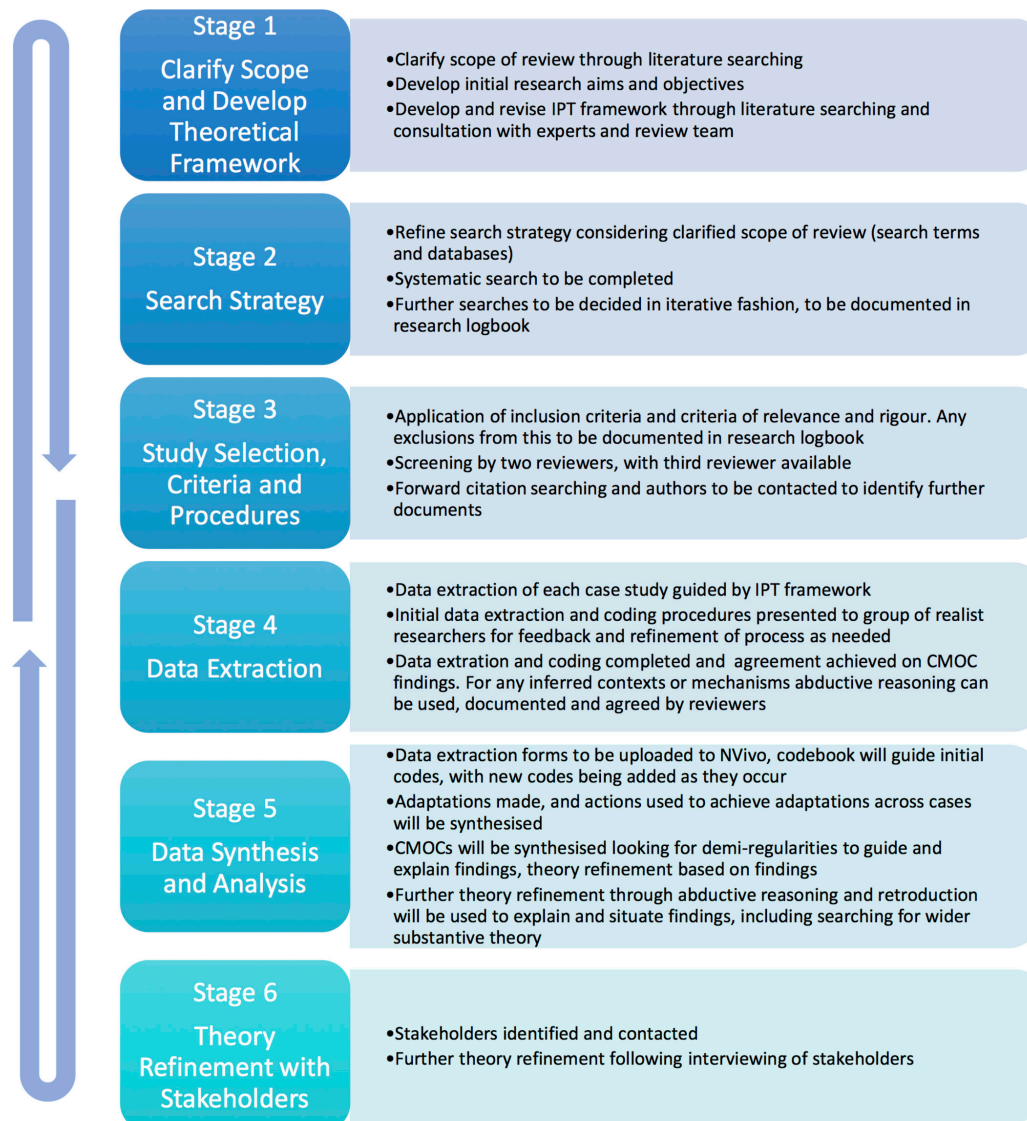 Stage 1
Clarify Scope
and Develop
Theoretical
Framework
•Clarify scope of review through literature searching
•Develop initial research aims and objectives
•Develop and revise IPT framework through literature searching and
consultation with experts and review team
Stage 2
Search Strategy
•Refine search strategy considering clarified scope of review (search terms
and databases)
•Systematic search to be completed
•Further searches to be decided in iterative fashion, to be documented in
research logbook
Stage 3
Study Selection,
Criteria and
Procedures
•Application of inclusion criteria and criteria of relevance and rigour. Any
exclusions from this to be documented in research logbook
•Screening by two reviewers, with third reviewer available
•Forward citation searching and authors to be contacted to identify further
documents
Stage 4
Data Extraction
•Data extraction of each case study guided by IPT framework
•Initial data extraction and coding procedures presented to group of realist
researchers for feedback and refinement of process as needed
•Data extration and coding completed and agreement achieved on CMOC
findings. For any inferred contexts or mechanisms abductive reasoning can
be used, documented and agreed by reviewers
Stage 5
Data Synthesis
and Analysis
•Data extraction forms to be uploaded to NVivo, codebook will guide initial
codes, with new codes being added as they occur
•Adaptations made, and actions used to achieve adaptations across cases
will be synthesised
•CMOCs will be synthesised looking for demi-regularities to guide and
explain findings, theory refinement based on findings
•Further theory refinement through abductive reasoning and retroduction
will be used to explain and situate findings, including searching for wider
substantive theory
Stage 6
Theory
Refinement with
Stakeholders
•Stakeholders identified and contacted
•Further theory refinement following interviewing of stakeholders